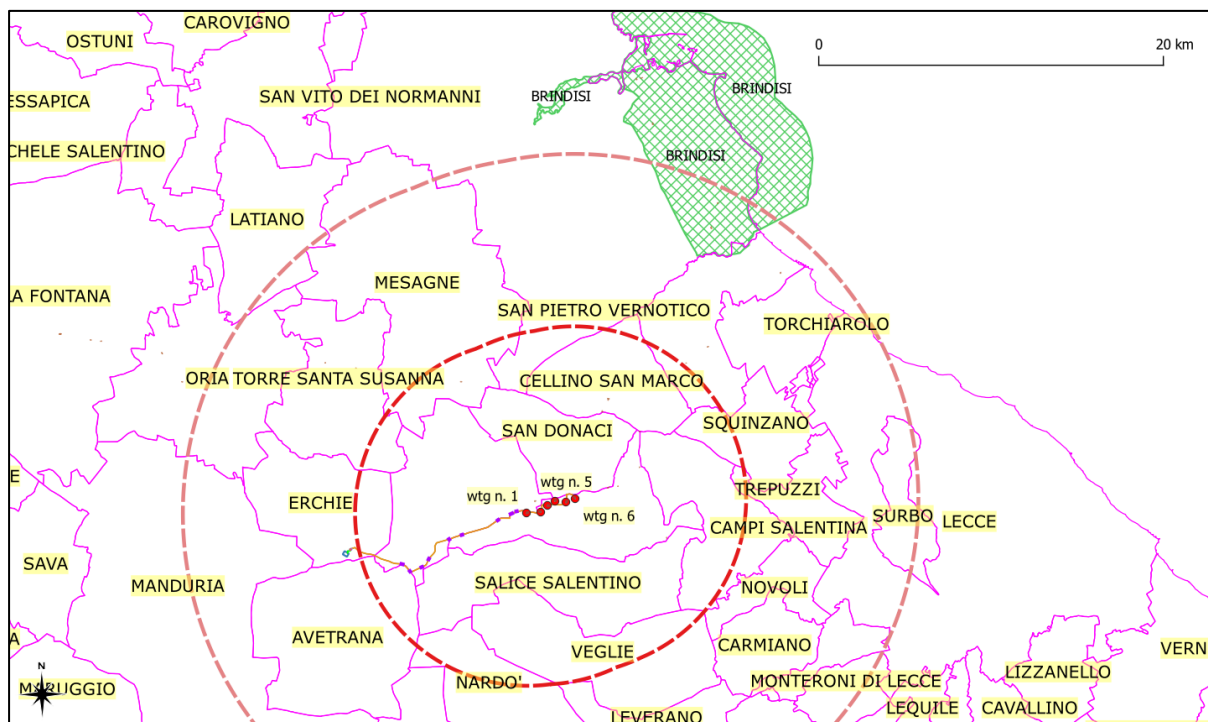 CAROVIGNO
OSTUNI
0
20 km
ESSAPICA
SAN VITO DEI NORMANNI
BRINDISI
BRINDISI
CHELE SALENTINO
BRINDISI
LATIANO
MESAGNE
A FONTANA
SAN PIETRO VERNOTICO
TORCHIAROLO
ORIA
TORRE SANTA SUSANNA
CELLINO SAN MARCO
SAN DONACI
SQUINZANO
E
wtg n. 5
wtg n. 1
ERCHIE
TREPUZZI
wtg n. 6
SURBO
LECCE
CAMPI SALENTINA
SAVA
MANDURIA
SALICE SALENTINO
NOVOLI
A
AVETRANA
CARMIANO
VEGLIE
VERN
N
LIZZANELLO
MARUGGIO
NARDO'
MONTERONI DI LECCE
LEQUILE
CAVALLINO
LEVERANO